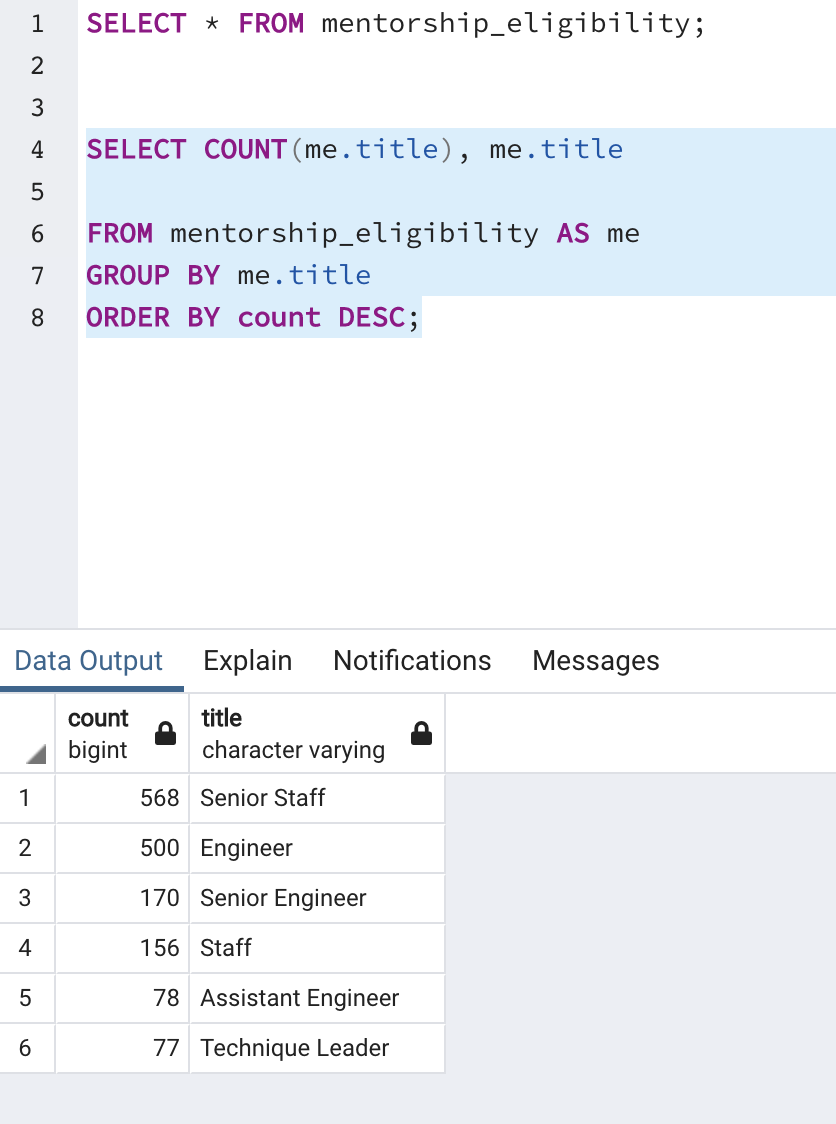 1 SELECT * FROM mentorship_eligibility;
2
3
4 SELECT COUNT(me.title), me.title
5
6 FROM mentorship_eligibility AS me
7 GROUP BY me.title
8 ORDER BY count DESC;
Data Output Explain Notifications Messages
count title
bigint character varying
1 568 Senior Staff
2 500 Engineer
3 170 Senior Engineer
4 156 Staff
5 78 Assistant Engineer
6 77 Technique Leader